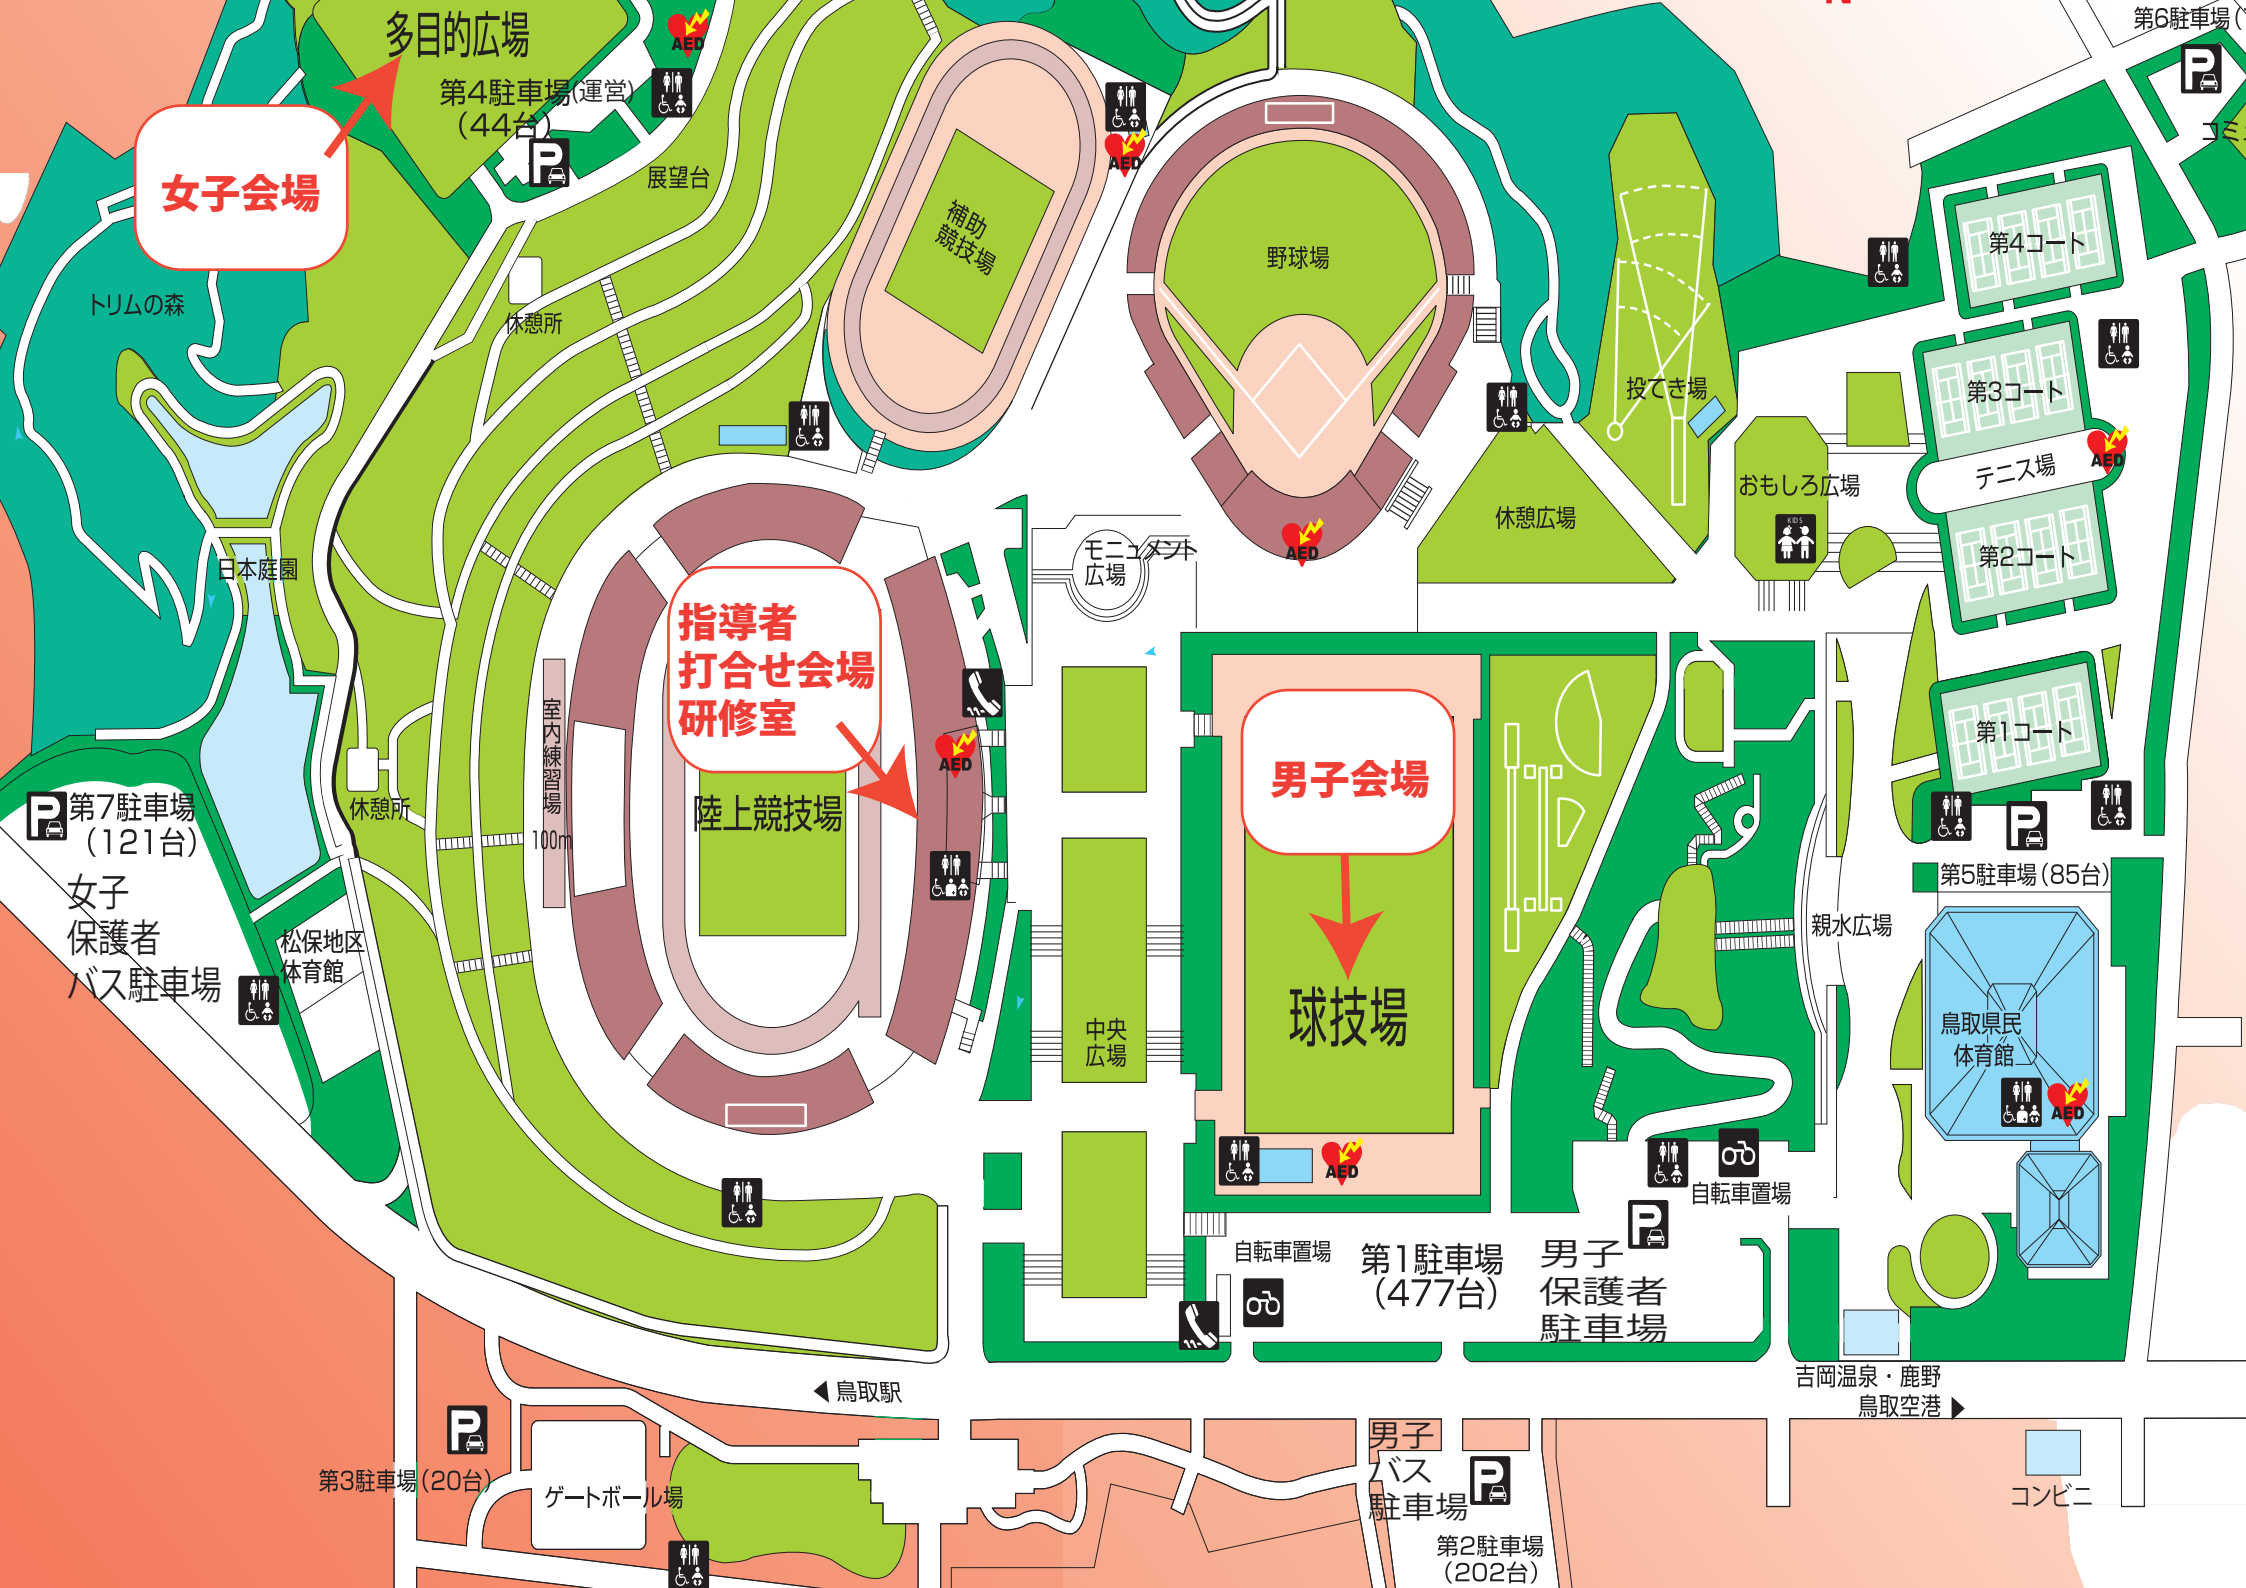 多目的広場
第4駐車場(運営)
(44台)
AED
女子会場
展望台
補助
競技場
AED
野球場
第6駐車場
第4コート
トリムの森
休憩所
投てき場
第3コート
AED
テニス場
おもしろ広場
KIDS
休憩広場
AED
モニュメント
広場
第2コート
日本庭園
指導者
打合せ会場
研修室
室内練習場
100m
AED
陸上競技場
男子会場
第1コート
休憩所
第7駐車場
(121台)
女子
保護者
バス駐車場
松保地区
体育館
第5駐車場(85台)
親水広場
球技場
中央
広場
鳥取県民
体育館
AED
AED
自転車置場
自転車置場
第1駐車場
(477台)
男子
保護者
駐車場
吉岡温泉・鹿野
鳥取空港
鳥取駅
男子
バス
駐車場
第2駐車場
(202台)
第3駐車場(20台)
ゲートボール場
コンビニ